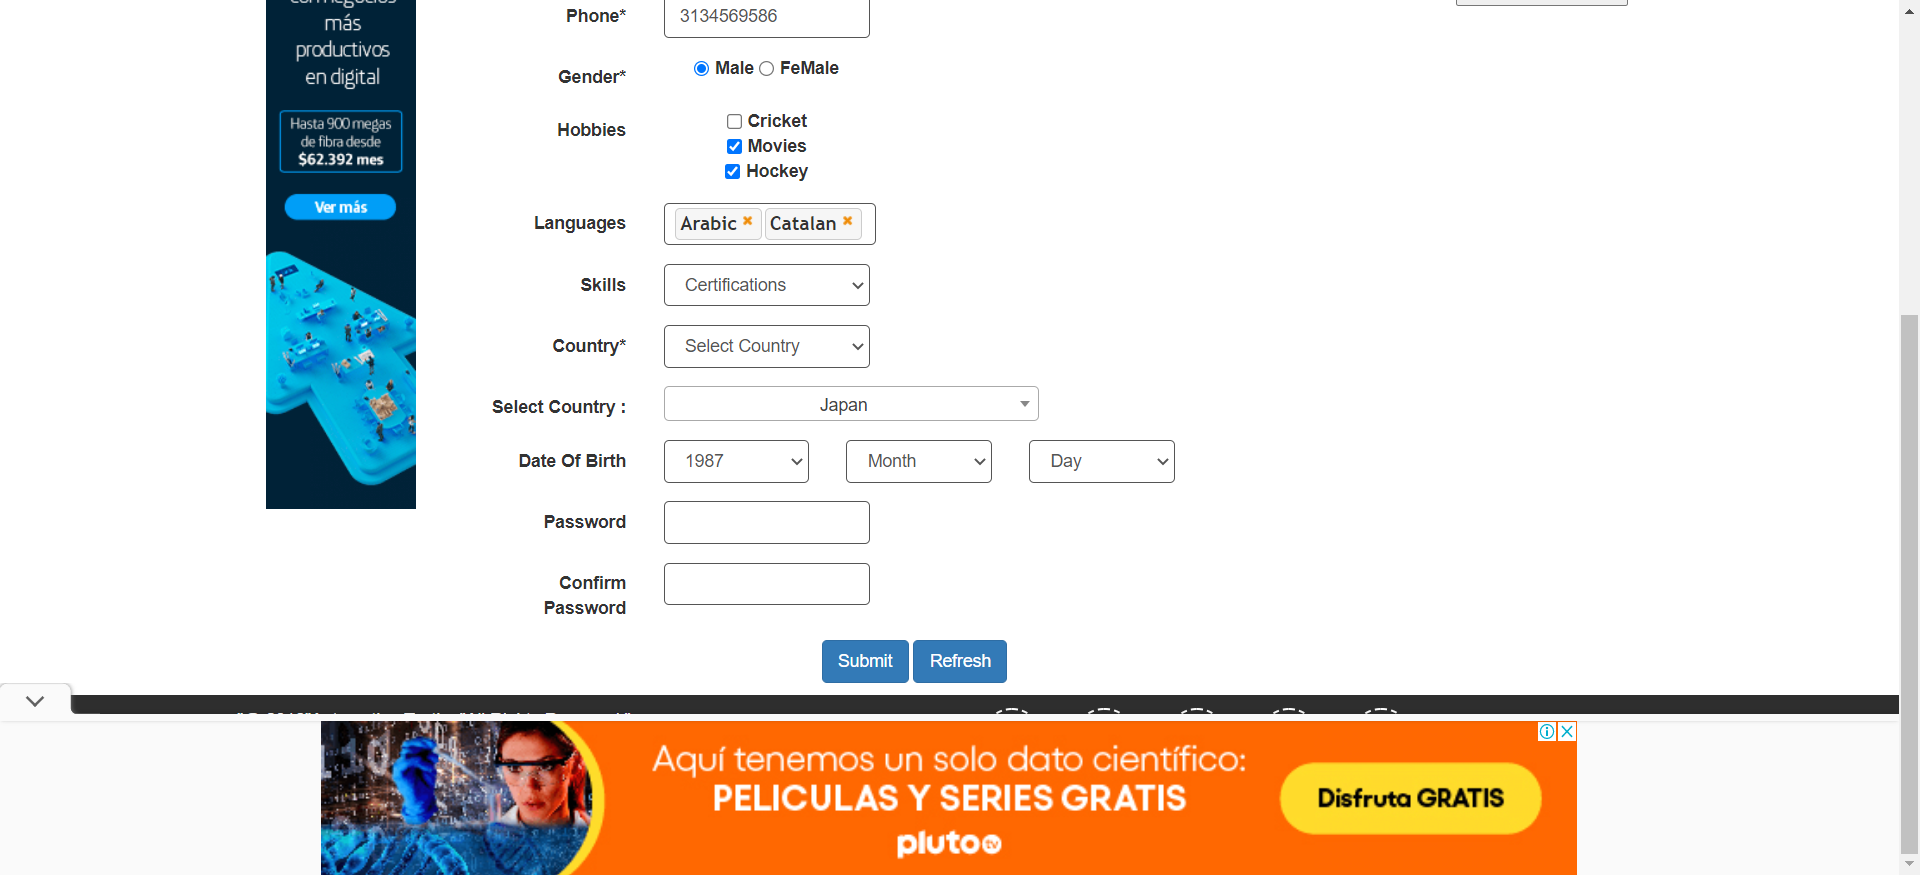 más
productivos
en digital
Hasta 900 megas
de fibra desde
$62.392 mes
Ver más
Phone*
3134569586
Gender*
Male
FeMale
Hobbies
Cricket
Movies
Hockey
Languages
Arabic ✖ Catalan ✖
Skills
Certifications
Country*
Select Country
Select Country :
Japan
Date Of Birth
1987
Month
Day
Password
Confirm
Password
Submit
Refresh
Aquí tenemos un solo dato científico:
PELICULAS Y SERIES GRATIS
pluto tv
Disfruta GRATIS